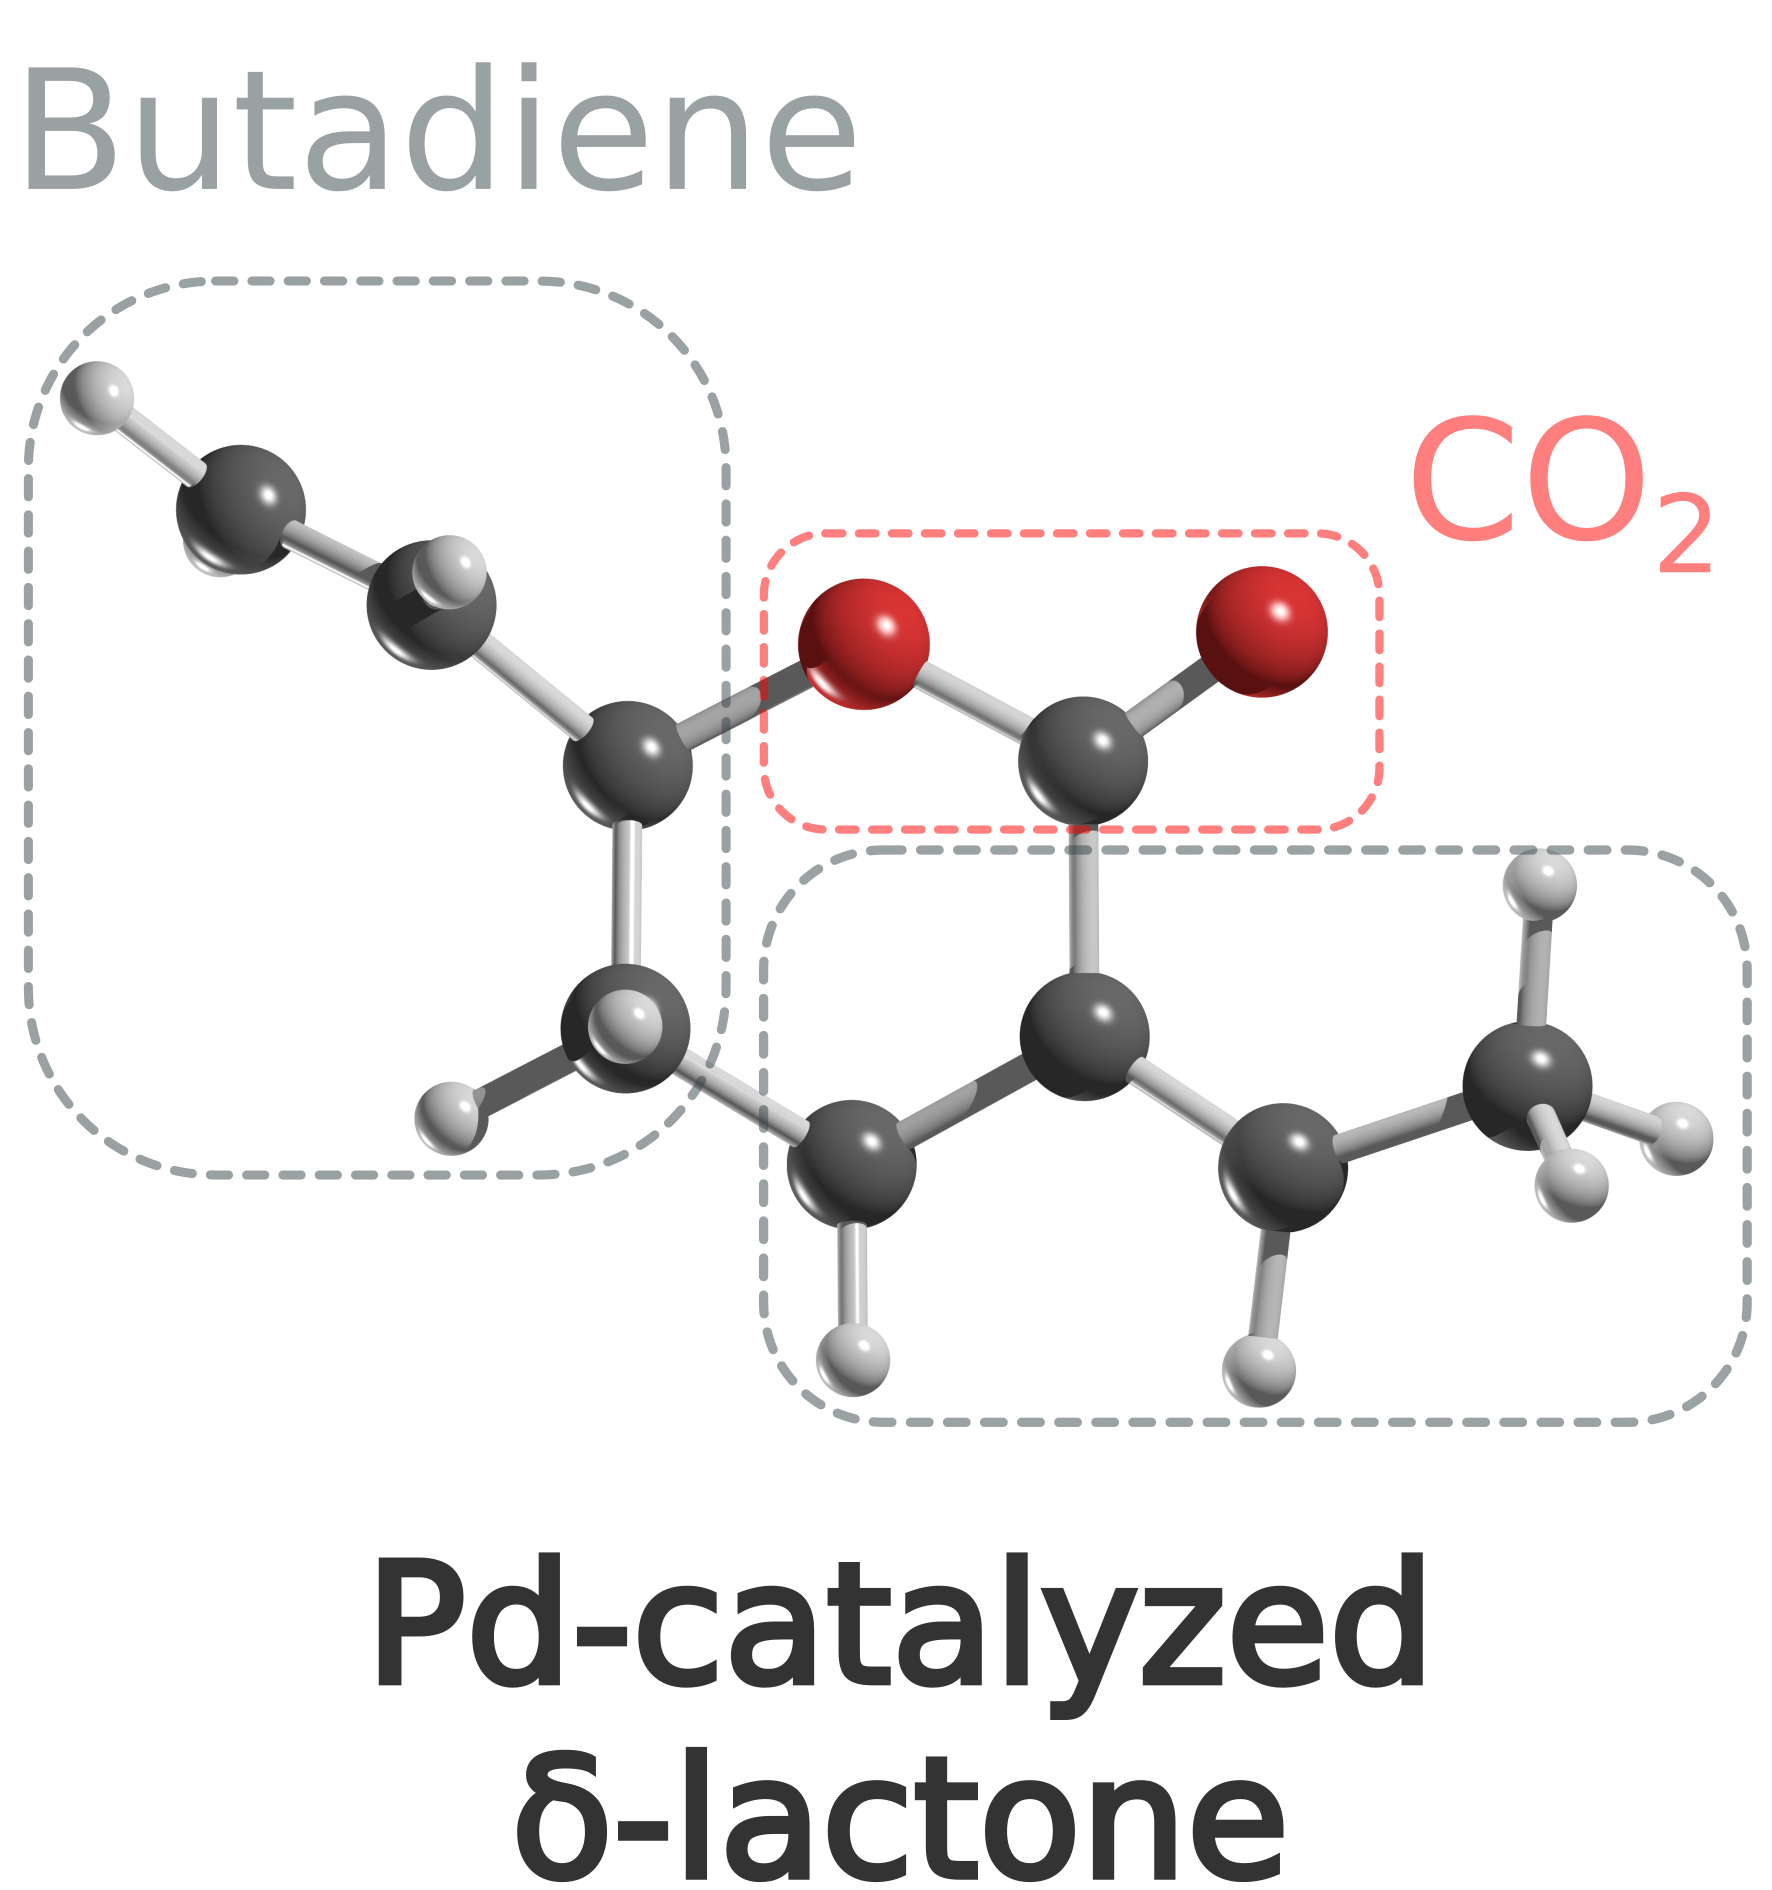 Butadiene
CO₂
Pd-catalyzed
δ-lactone